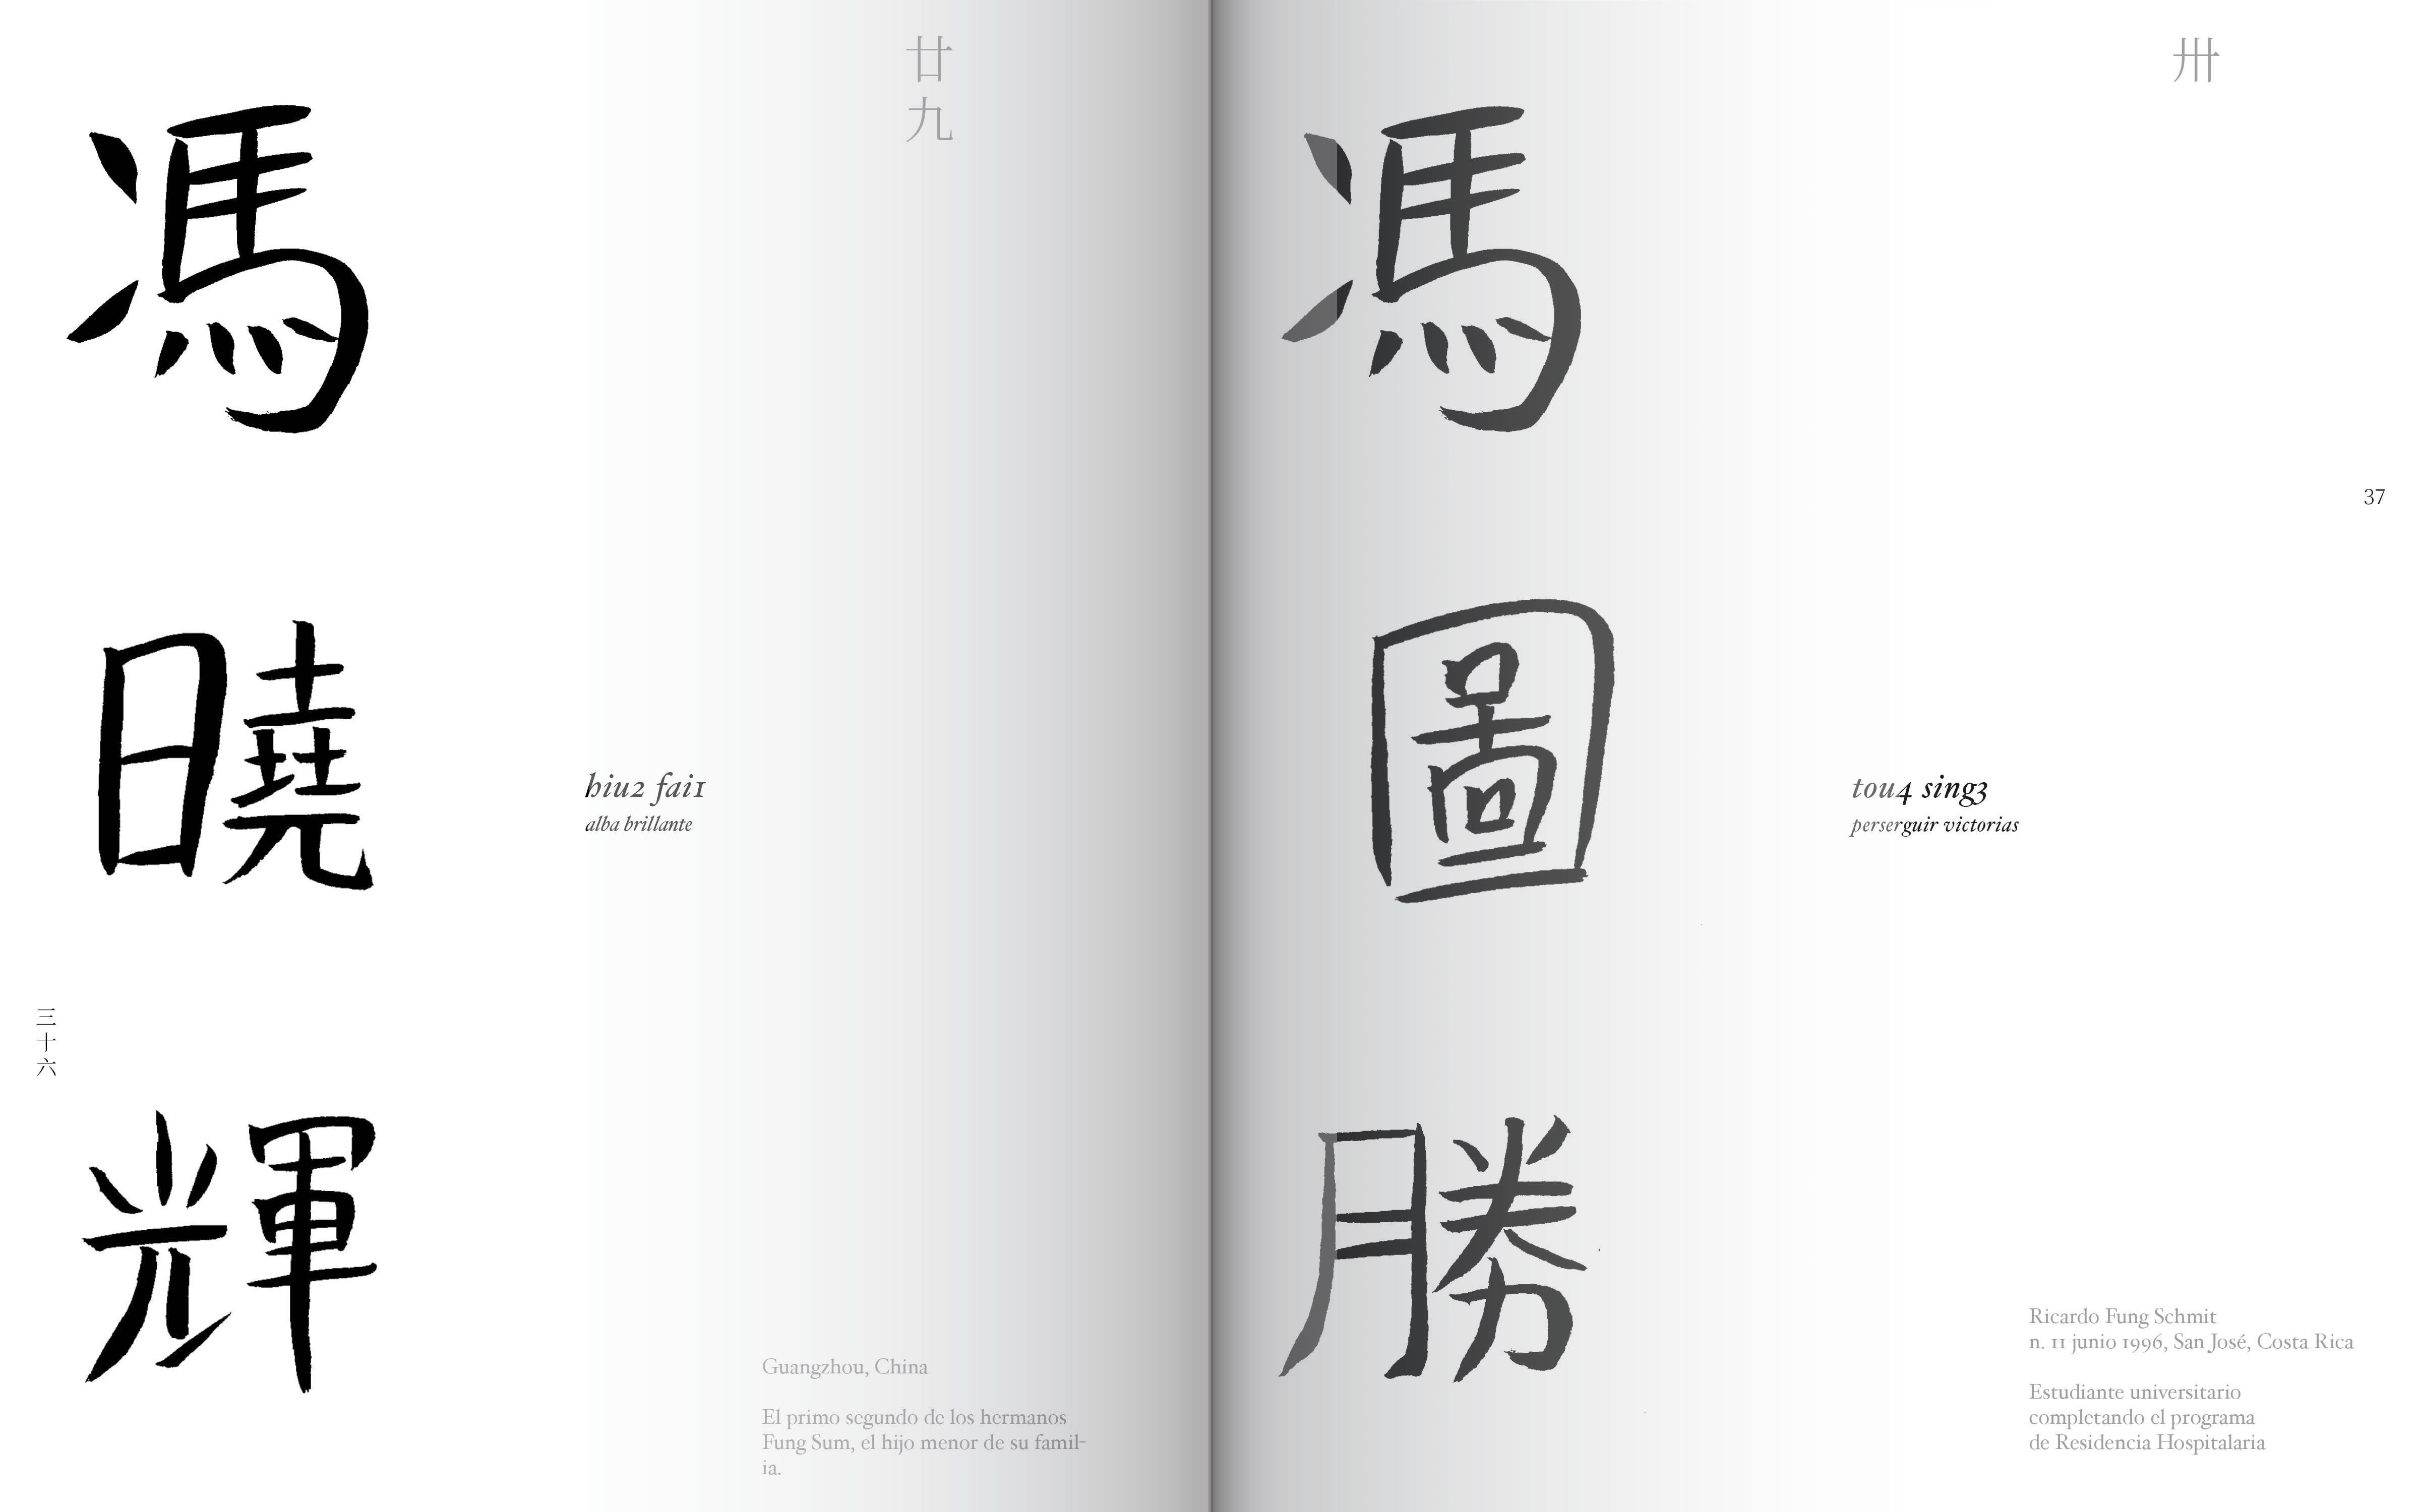 廿九
馮曉輝
hiu2 fai1
alba brillante
三十六
Guangzhou, China
El primo segundo de los hermanos
Fung Sum, el hijo menor de su famil-
ia.
卅
馮圖勝
37
tou4 sing3
perserguir victorias
Ricardo Fung Schmit
n. 11 junio 1996, San José, Costa Rica
Estudiante universitario
completando el programa
de Residencia Hospitalaria